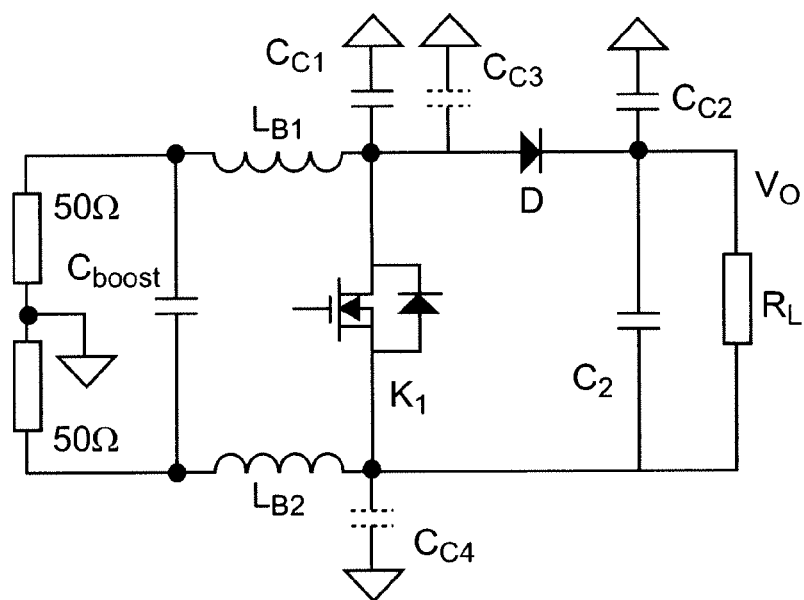 C_C1
C_C3
C_C2
L_B1
50Ω
D
V_O
C_boost
R_L
C_2
K_1
50Ω
L_B2
C_C4